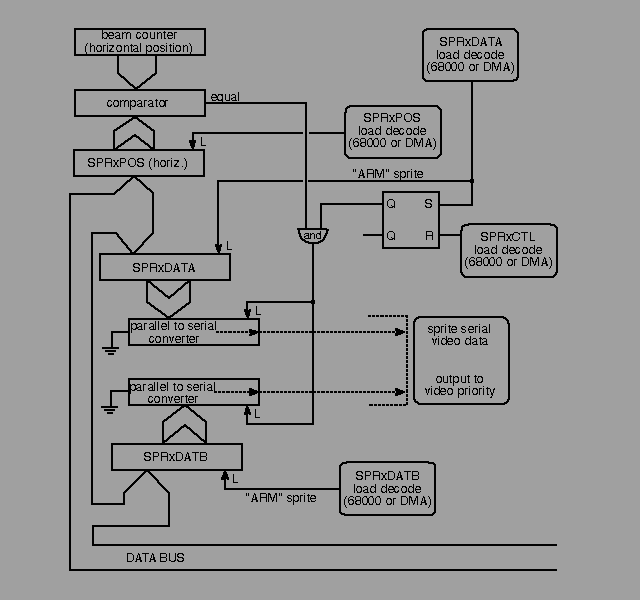 beam counter
(horizontal position)
SPRxDATA
load decode
(68000 or DMA)
comparator
equal
SPRxPOS
load decode
(68000 or DMA)
L
SPRxPOS (horiz.)
"ARM" sprite
Q S
and
Q R
SPRxCTL
load decode
(68000 or DMA)
L
SPRxDATA
L
parallel to serial
converter
sprite serial
video data
output to
video priority
parallel to serial
converter
L
SPRxDATB
SPRxDATB
load decode
(68000 or DMA)
L
"ARM" sprite
DATA BUS